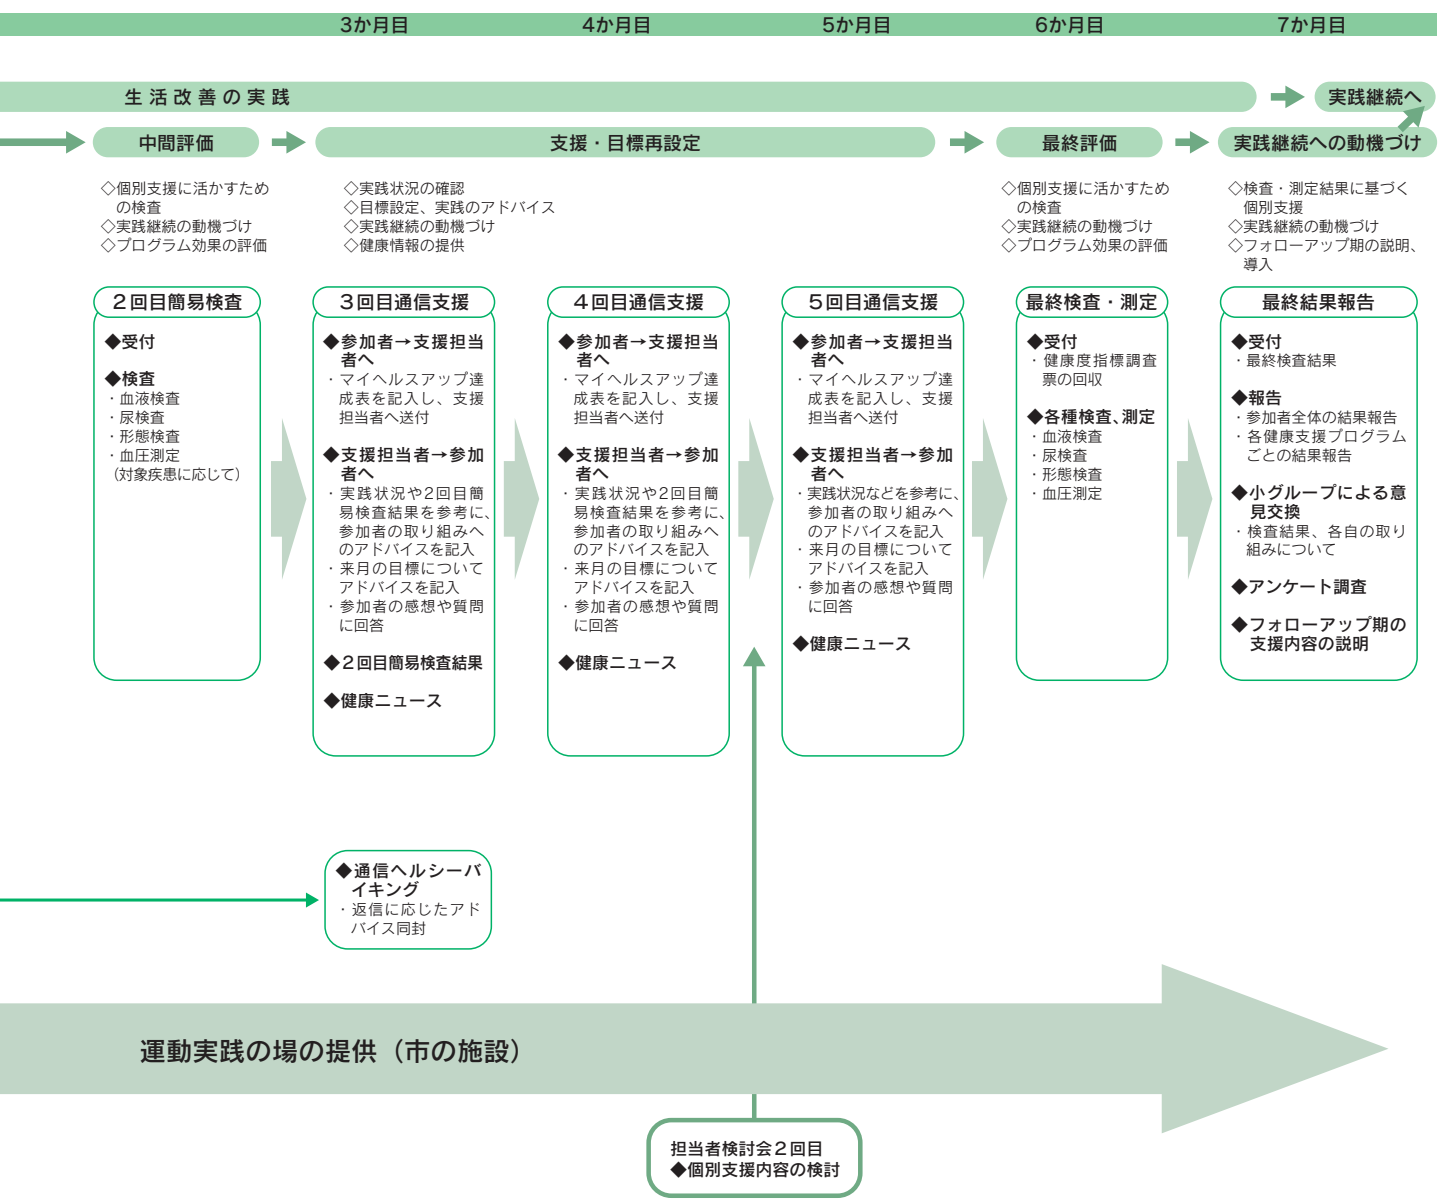 3か月目
4か月目
5か月目
6か月目
7か月目
生活改善の実践
実践継続へ
中間評価
支援・目標再設定
最終評価
実践継続への動機づけ
◇個別支援に活かすため
の検査
◇実践継続の動機づけ
◇プログラム効果の評価
◇実践状況の確認
◇目標設定、実践のアドバイス
◇実践継続の動機づけ
◇健康情報の提供
◇個別支援に活かすため
の検査
◇実践継続の動機づけ
◇プログラム効果の評価
◇検査・測定結果に基づく
個別支援
◇実践継続の動機づけ
◇フォローアップ期の説明、
導入
2回目簡易検査
◆受付
◆検査
・血液検査
・尿検査
・形態検査
・血圧測定
(対象疾患に応じて)
3回目通信支援
◆参加者→支援担当
者へ
・マイヘルスアップ達
成表を記入し、支援
担当者へ送付
◆支援担当者→参加
者へ
・実践状況や2回目簡
易検査結果を参考に、
参加者の取り組みへ
のアドバイスを記入
・来月の目標について
アドバイスを記入
・参加者の感想や質問
に回答
◆2回目簡易検査結果
◆健康ニュース
4回目通信支援
◆参加者→支援担当
者へ
・マイヘルスアップ達
成表を記入し、支援
担当者へ送付
◆支援担当者→参加
者へ
・実践状況や2回目簡
易検査結果を参考に、
参加者の取り組みへ
のアドバイスを記入
・来月の目標について
アドバイスを記入
・参加者の感想や質問
に回答
◆健康ニュース
5回目通信支援
◆参加者→支援担当
者へ
・マイヘルスアップ達
成表を記入し、支援
担当者へ送付
◆支援担当者→参加
者へ
・実践状況などを参考に、
参加者の取り組みへ
のアドバイスを記入
・来月の目標について
アドバイスを記入
・参加者の感想や質問
に回答
◆健康ニュース
最終検査・測定
◆受付
・健康度指標調査
票の回収
◆各種検査、測定
・血液検査
・尿検査
・形態検査
・血圧測定
最終結果報告
◆受付
・最終検査結果
◆報告
・参加者全体の結果報告
・各健康支援プログラム
ごとの結果報告
◆小グループによる意
見交換
・検査結果、各自の取り
組みについて
◆アンケート調査
◆フォローアップ期の
支援内容の説明
◆通信ヘルシーバ
イキング
・返信に応じたアド
バイス同封
運動実践の場の提供（市の施設）
担当者検討会2回目
◆個別支援内容の検討